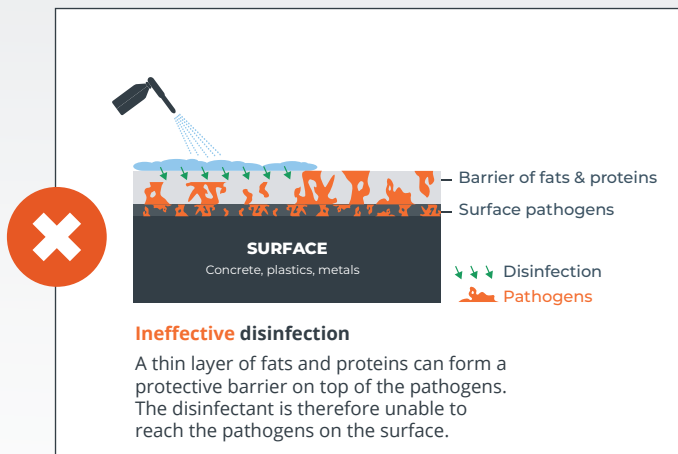 Barrier of fats & proteins
Surface pathogens
SURFACE
Concrete, plastics, metals
Disinfection
Pathogens
Ineffective disinfection
A thin layer of fats and proteins can form a
protective barrier on top of the pathogens.
The disinfectant is therefore unable to
reach the pathogens on the surface.